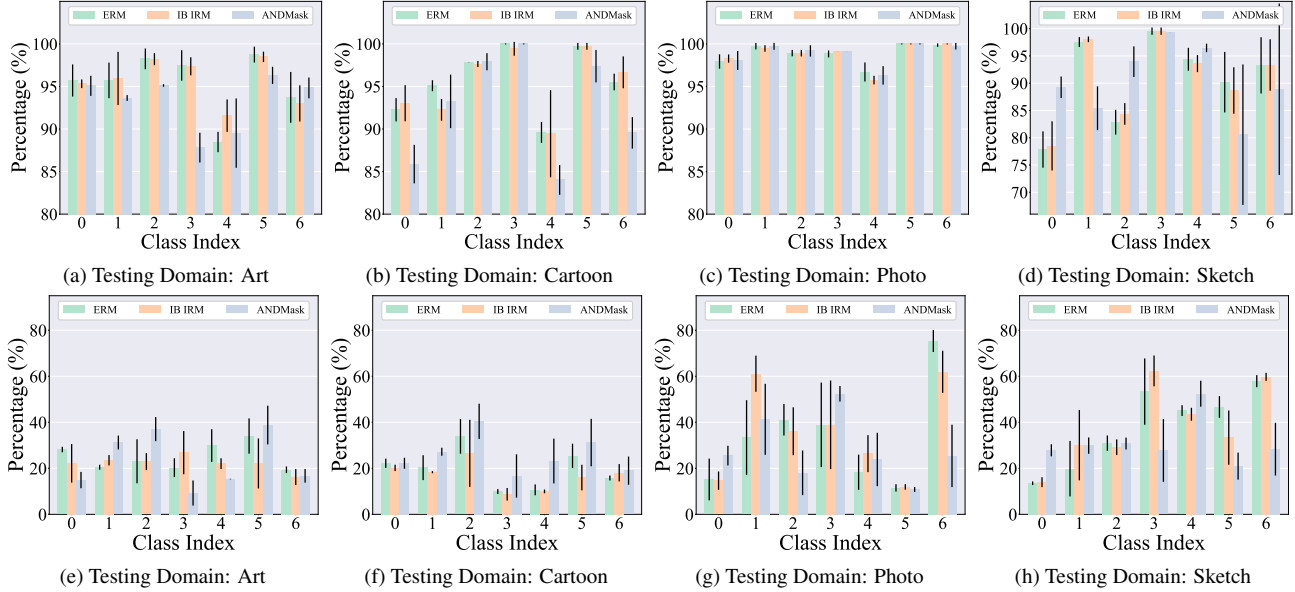 ERM IB IRM ANDMask
Percentage (%)
100
95
90
85
80
0 1 2 3 4 5 6
Class Index
(a) Testing Domain: Art
ERM IB IRM ANDMask
Percentage (%)
100
95
90
85
80
0 1 2 3 4 5 6
Class Index
(b) Testing Domain: Cartoon
ERM IB IRM ANDMask
Percentage (%)
100
95
90
85
80
0 1 2 3 4 5 6
Class Index
(c) Testing Domain: Photo
ERM IB IRM ANDMask
Percentage (%)
100
95
90
85
80
75
70
0 1 2 3 4 5 6
Class Index
(d) Testing Domain: Sketch
ERM IB IRM ANDMask
Percentage (%)
80
60
40
20
0
0 1 2 3 4 5 6
Class Index
(e) Testing Domain: Art
ERM IB IRM ANDMask
Percentage (%)
80
60
40
20
0
0 1 2 3 4 5 6
Class Index
(f) Testing Domain: Cartoon
ERM IB IRM ANDMask
Percentage (%)
80
60
40
20
0
0 1 2 3 4 5 6
Class Index
(g) Testing Domain: Photo
ERM IB IRM ANDMask
Percentage (%)
80
60
40
20
0
0 1 2 3 4 5 6
Class Index
(h) Testing Domain: Sketch